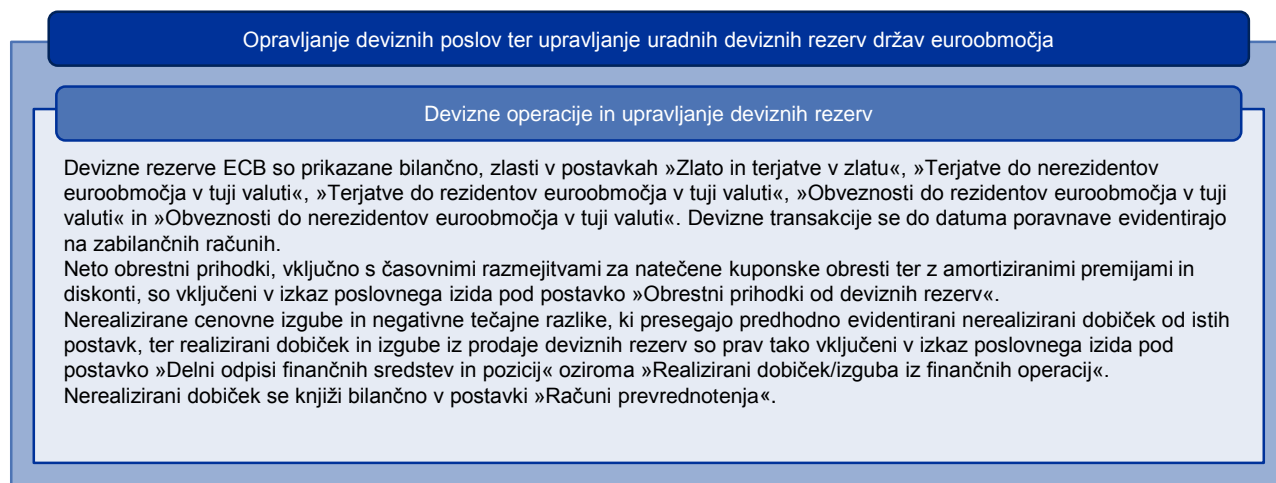 Opravljanje deviznih poslov ter upravljanje uradnih deviznih rezerv držav euroobmočja
Devizne operacije in upravljanje deviznih rezerv
Devizne rezerve ECB so prikazane bilančno, zlasti v postavkah »Zlato in terjatve v zlatu«, »Terjatve do nerezidentov
euroobmočja v tuji valuti«, »Terjatve do rezidentov euroobmočja v tuji valuti«, »Obveznosti do rezidentov euroobmočja v tuji
valuti« in »Obveznosti do nerezidentov euroobmočja v tuji valuti«. Devizne transakcije se do datuma poravnave evidentirajo
na zabilančnih računih.
Neto obrestni prihodki, vključno s časovnimi razmejitvami za natečene kuponske obresti ter z amortiziranimi premijami in
diskonti, so vključeni v izkaz poslovnega izida pod postavko »Obrestni prihodki od deviznih rezerv«.
Nerealizirane cenovne izgube in negativne tečajne razlike, ki presegajo predhodno evidentirani nerealizirani dobiček od istih
postavk, ter realizirani dobiček in izgube iz prodaje deviznih rezerv so prav tako vključeni v izkaz poslovnega izida pod
postavko »Delni odpisi finančnih sredstev in pozicij« oziroma »Realizirani dobiček/izguba iz finančnih operacij«.
Nerealizirani dobiček se knjiži bilančno v postavki »Računi prevrednotenja«.